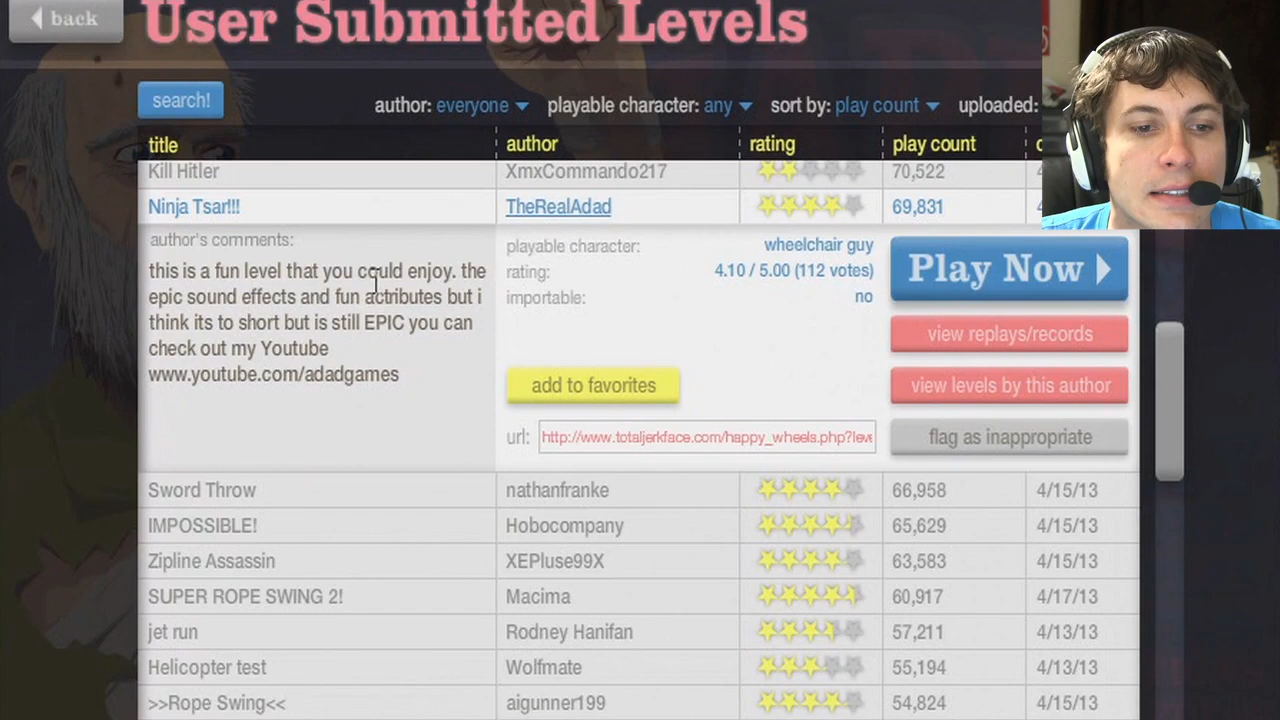 back
User Submitted Levels
search!
author: everyone playable character: any sort by: play count uploaded:
title author rating play count
Kill Hitler XmxCommando217 70,522
Ninja Tsar!!! TheRealAdad 69,831
author's comments:
this is a fun level that you could enjoy. the
epic sound effects and fun actributes but i
think its to short but is still EPIC you can
check out my Youtube
www.youtube.com/adadgames
playable character: wheelchair guy
rating: 4.10 / 5.00 (112 votes)
importable: no
add to favorites
url: http://www.totaljerkface.com/happy_wheels.php?leve
Play Now
view replays/records
view levels by this author
flag as inappropriate
Sword Throw nathanfranke 66,958 4/15/13
IMPOSSIBLE! Hobocompany 65,629 4/15/13
Zipline Assassin XEPluse99X 63,583 4/15/13
SUPER ROPE SWING 2! Macima 60,917 4/17/13
jet run Rodney Hanifan 57,211 4/13/13
Helicopter test Wolfmate 55,194 4/13/13
>>Rope Swing<< aigunner199 54,824 4/15/13